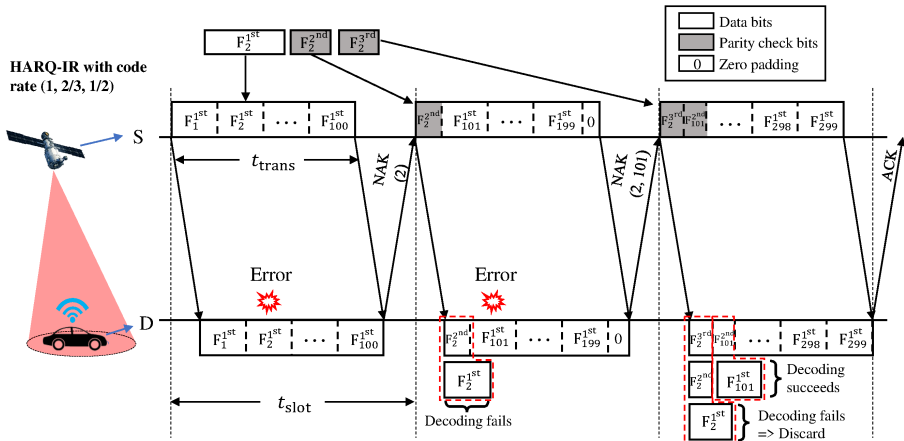 F₂^1st
F₂^2nd
F₂^3rd
Data bits
Parity check bits
0 Zero padding
HARQ-IR with code
rate (1, 2/3, 1/2)
S
F₁^1st F₂^1st ··· F₁₀₀^1st
F₂^2nd F₁₀₁^1st ··· F₁₉₉^1st 0
F₂^3rd F₁₀₁^2nd ··· F₂₉₈^1st F₂₉₉^1st
t_trans
NAK
(2)
NAK
(2, 101)
ACK
Error
Error
D
F₁^1st F₂^1st ··· F₁₀₀^1st
F₂^2nd F₁₀₁^1st ··· F₁₉₉^1st 0
F₂^3rd F₁₀₁^2nd ··· F₂₉₈^1st F₂₉₉^1st
F₂^1st
Decoding fails
t_slot
F₂^2nd F₁₀₁^1st
Decoding
succeeds
F₂^1st
Decoding fails
=> Discard